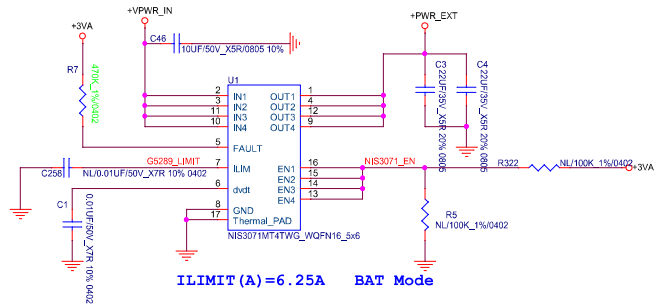 +VPWR_IN
+3VA
+PWR_EXT
C46
10UF/50V_X5R/0805 10%
R7
470K_1%/0402
U1
C3
22UF/35V_X5R 20% 0805
C4
22UF/35V_X5R 20% 0805
2 IN1 OUT1 1
3 IN2 OUT2 4
11 IN3 OUT3 12
10 IN4 OUT4 9
5 FAULT
G5289_LIMIT
7 ILIM EN1 16
NIS3071_EN
R322
NL/100K_1%/0402
+3VA
C258
NL/0.01UF/50V_X7R 10% 0402
EN2 15
6 dvdt EN3 14
EN4 13
C1
0.01UF/50V_X7R 10% 0402
8 GND
17 Thermal_PAD
R5
NL/100K_1%/0402
NIS3071MT4TWG_WQFN16_5x6
ILIMIT(A)=6.25A BAT Mode